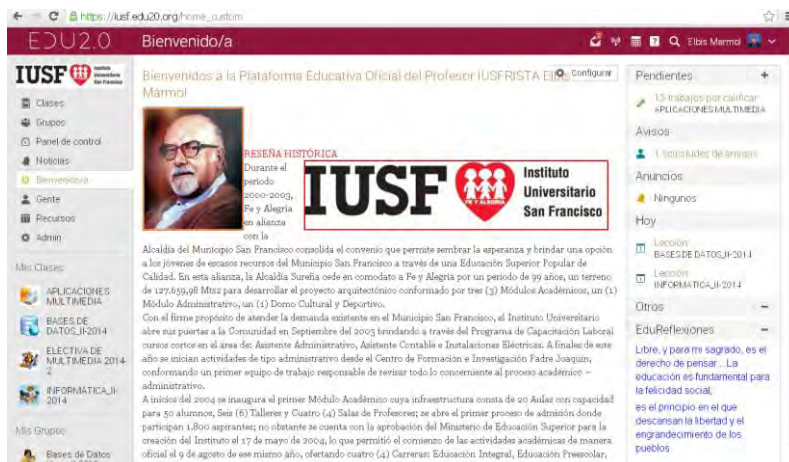 https://iusf.edu20.org/home_custom
EDU2.0
Bienvenido/a
Elbis Marmol
IUSF
Instituto
Universitario
San Francisco
Clases
Grupos
Panel de control
Noticias
Bienvenido/a
Gente
Recursos
Admin
Mis Clases
APLICACIONES
MULTIMEDIA
BASES DE
DATOS_II-2014
ELECTIVA DE
MULTIMEDIA 2014-
2
INFORMÁTICA_II-
2014
Mis Grupos
Bases de Datos
Bienvenidos a la Plataforma Educativa Oficial del Profesor IUSFRISTA
Marmol
Configurar
RESEÑA HISTÓRICA
Durante el
periodo
2000-2003,
Fe y Alegría
en alianza
con la
IUSF
FE Y ALEGRIA
Instituto
Universitario
San Francisco
Alcaldía del Municipio San Francisco consolida el convenio que permite sembrar la esperanza y brindar una opción
a los jóvenes de escasos recursos del Municipio San Francisco a través de una Educación Superior Popular de
Calidad. En esta alianza, la Alcaldía Sureña cede en comodato a Fe y Alegría por un periodo de 99 años, un terreno
de 127.659,98 Mts2 para desarrollar el proyecto arquitectónico conformado por tres (3) Módulos Académicos, un (1)
Módulo Administrativo, un (1) Domo Cultural y Deportivo.
Con el firme propósito de atender la demanda existente en el Municipio San Francisco, el Instituto Universitario
abre sus puertas a la Comunidad en Septiembre del 2003 brindando a través del Programa de Capacitación Laboral
cursos cortos en el área de: Asistente Administrativo, Asistente Contable e Instalaciones Eléctricas. A finales de este
año se inician actividades de tipo administrativo desde el Centro de Formación e Investigación Padre Joaquin,
conformando un primer equipo de trabajo responsable de revisar todo lo concerniente al proceso académico –
administrativo.
A inicios del 2004 se inaugura el primer Módulo Académico cuya infraestructura consta de 20 Aulas con capacidad
para 50 alumnos, Seis (6) Talleres y Cuatro (4) Salas de Profesores; se abre el primer proceso de admisión donde
participan 1.800 aspirantes; no obstante se cuenta con la aprobación del Ministerio de Educación Superior para la
creación del Instituto el 17 de mayo de 2004, lo que permitió el comienzo de las actividades académicas de manera
oficial el 9 de agosto de ese mismo año, ofertando cuatro (4) Carreras: Educación Integral, Educación Preescolar,
Pendientes +
15 trabajos por calificar
APLICACIONES MULTIMEDIA
Avisos
1 solicitudes de amigos
Anuncios
Ningunos
Hoy
Lección
BASES DE DATOS_II-2014
Lección
INFORMÁTICA_II-2014
Otros –
EduReflexiones –
Libre, y para mi sagrado, es el
derecho de pensar... La
educación es fundamental para
la felicidad social;
es el principio en el que
descansan la libertad y el
engrandecimiento de los
pueblos